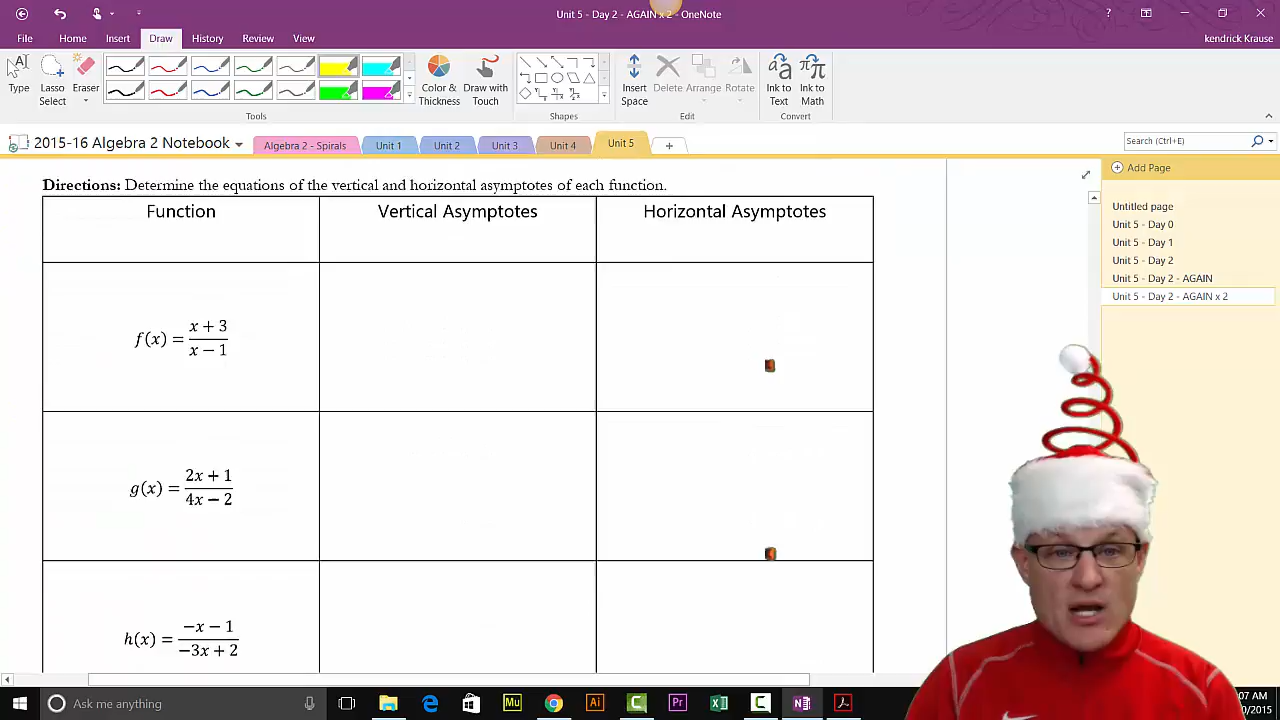 Unit 5 - Day 2 - AGAIN x 2 - OneNote
File Home Insert Draw History Review View
kendrick Krause
Type
Lasso Select
Eraser
Color & Thickness
Draw with Touch
Insert Space
Delete
Arrange
Rotate
Ink to Text
Ink to Math
Tools
Shapes
Edit
Convert
2015-16 Algebra 2 Notebook
Algebra 2 - Spirals
Unit 1
Unit 2
Unit 3
Unit 4
Unit 5
Search (Ctrl+E)
Add Page
Untitled page
Unit 5 - Day 0
Unit 5 - Day 1
Unit 5 - Day 2
Unit 5 - Day 2 - AGAIN
Unit 5 - Day 2 - AGAIN x 2
Directions: Determine the equations of the vertical and horizontal asymptotes of each function.
Function Vertical Asymptotes Horizontal Asymptotes
f(x) = (x + 3)/(x − 1)
g(x) = (2x + 1)/(4x − 2)
h(x) = (−x − 1)/(−3x + 2)
Ask me anything
Mu
Ai
Pr